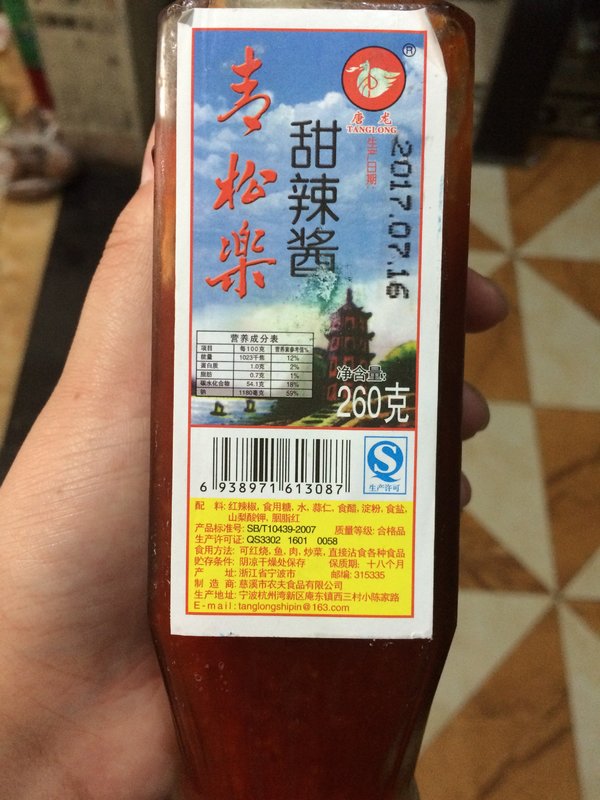 青松乐
甜辣酱
®
唐龙
TANGLONG
生产日期:
2017.07.16
营养成分表
项目 每100克 营养素参考值%
能量 1023千焦 12%
蛋白质 1.0克 2%
脂肪 0.7克 1%
碳水化合物 54.1克 18%
钠 1180毫克 59%
净含量:
260克
6 938971 613087
S
生产许可
配 料: 红辣椒, 食用糖, 水, 蒜仁, 食醋, 淀粉, 食盐,
山梨酸钾, 胭脂红
产品标准号: SB/T10439-2007 质量等级: 合格品
生产许可证: QS3302 1601 0058
食用方法: 可红烧, 鱼, 肉, 炒菜, 直接沾食各种食品
贮存条件: 阴凉干燥处保存 保质期: 十八个月
产 址: 浙江省宁波市 邮编: 315335
制 造 商: 慈溪市农夫食品有限公司
生产地址: 宁波杭州湾新区庵东镇西三村小陈家路
E-mail: tanglongshipin@163.com